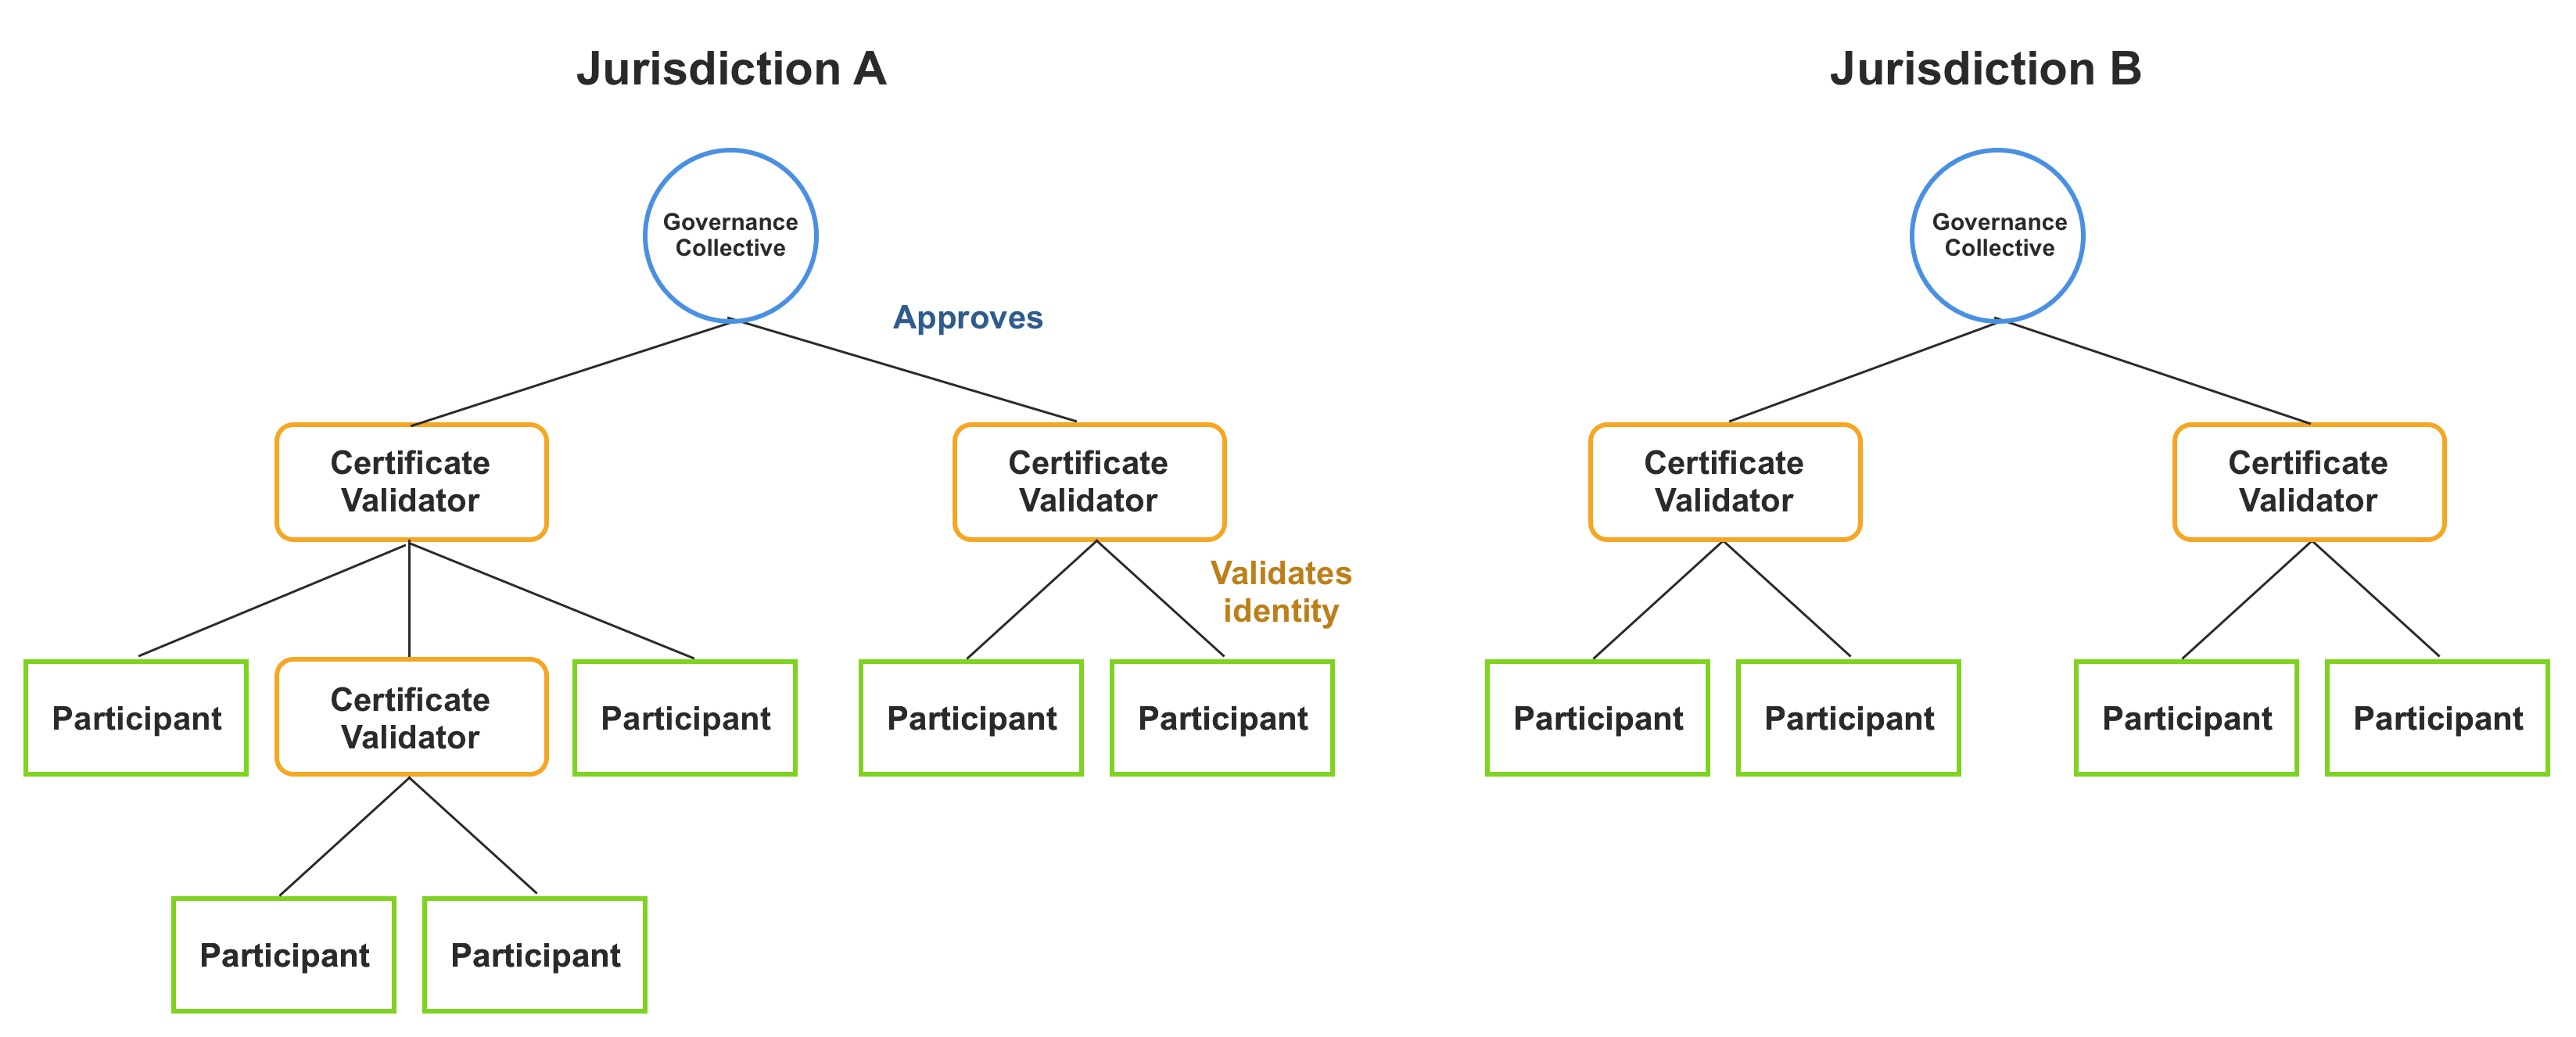 Jurisdiction A
Jurisdiction B
Governance
Collective
Governance
Collective
Approves
Certificate
Validator
Certificate
Validator
Certificate
Validator
Certificate
Validator
Validates
identity
Participant
Certificate
Validator
Participant
Participant
Participant
Participant
Participant
Participant
Participant
Participant
Participant